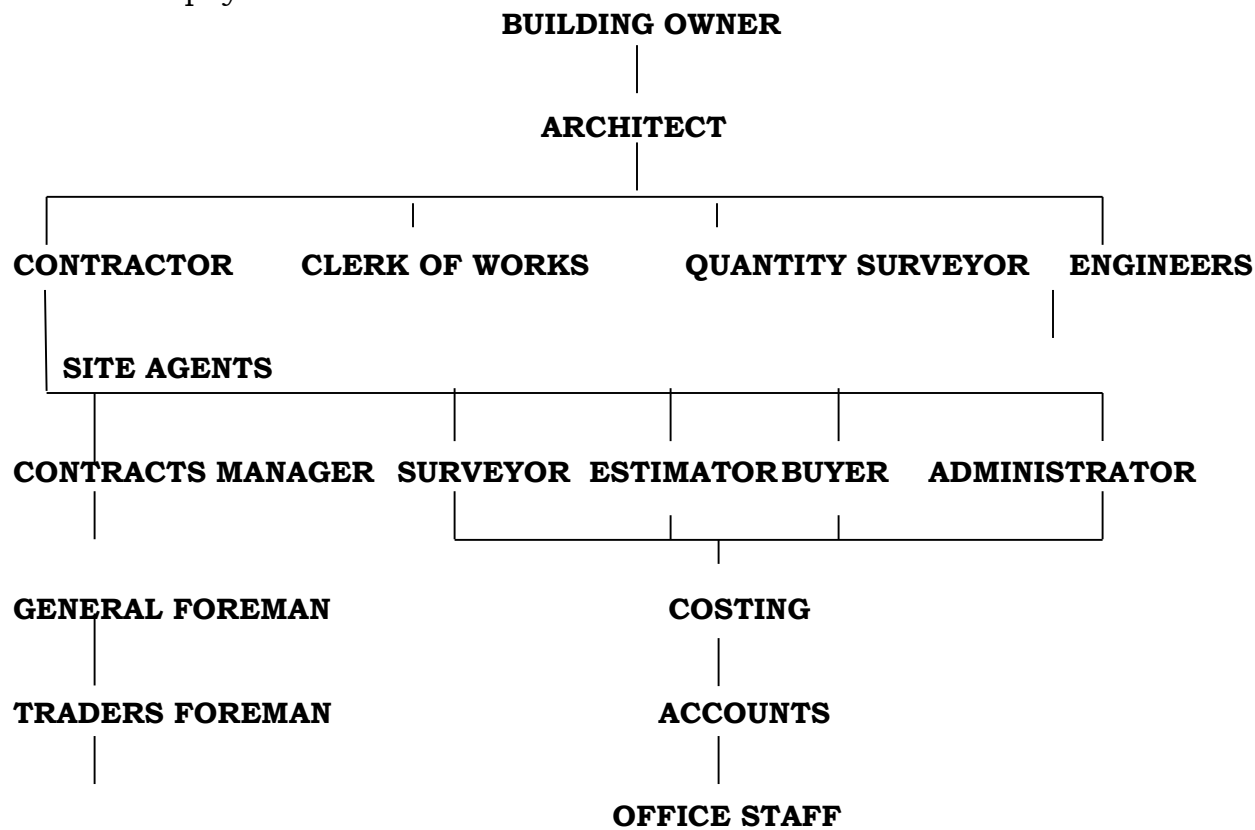 BUILDING OWNER
ARCHITECT
CONTRACTOR CLERK OF WORKS QUANTITY SURVEYOR ENGINEERS
SITE AGENTS
CONTRACTS MANAGER SURVEYOR ESTIMATOR BUYER ADMINISTRATOR
GENERAL FOREMAN COSTING
TRADERS FOREMAN ACCOUNTS
OFFICE STAFF